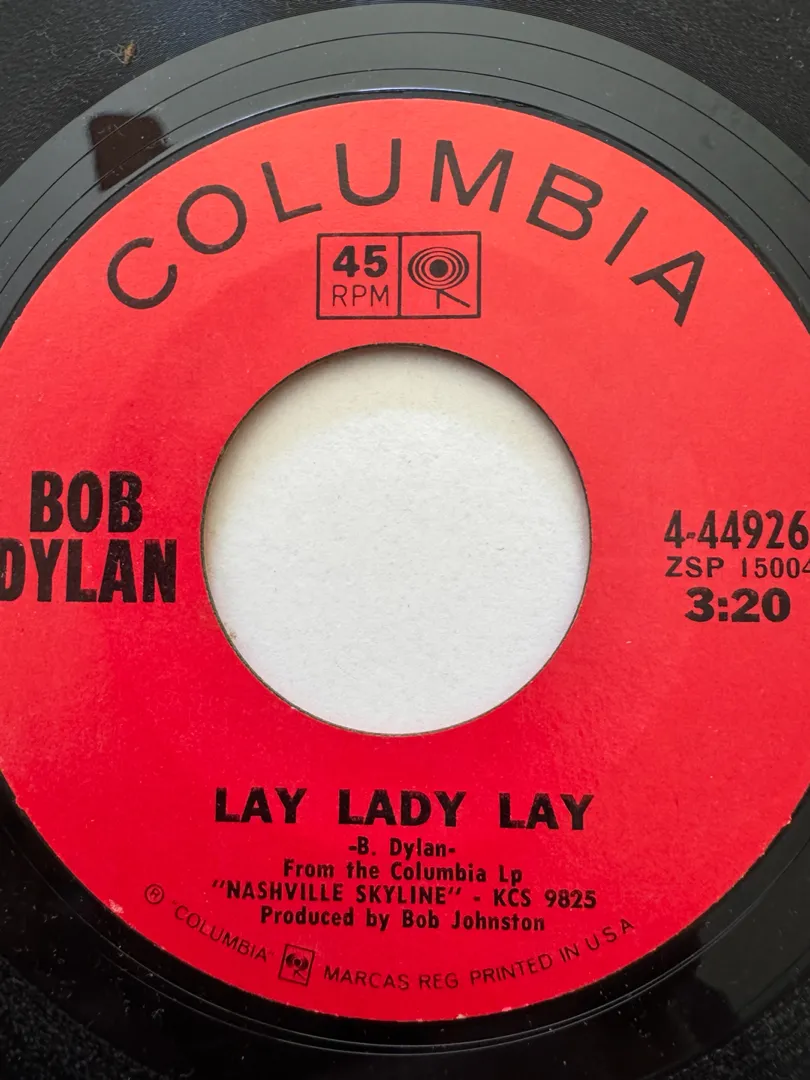 COLUMBIA
45
RPM
BOB
DYLAN
4-44926
ZSP 15004
3:20
LAY LADY LAY
-B. Dylan-
From the Columbia Lp
"NASHVILLE SKYLINE" - KCS 9825
Produced by Bob Johnston
® "COLUMBIA" MARCAS REG PRINTED IN U S A